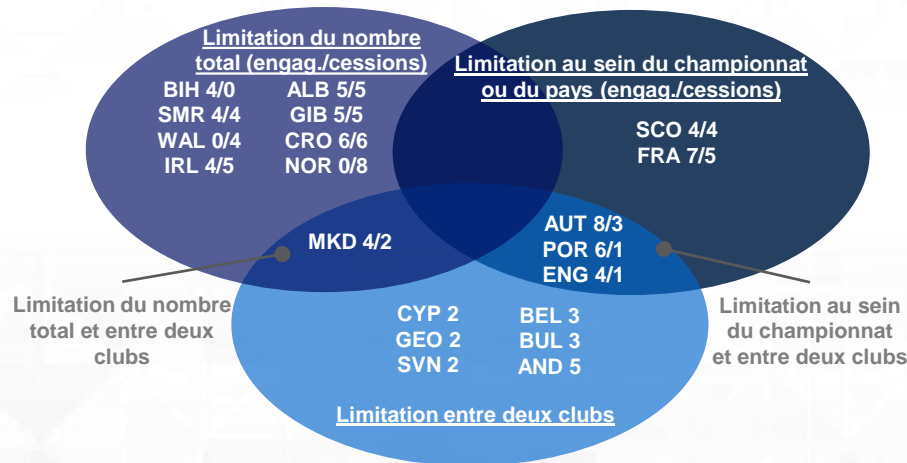 Limitation du nombre
total (engag./cessions)
BIH 4/0 ALB 5/5
SMR 4/4 GIB 5/5
WAL 0/4 CRO 6/6
IRL 4/5 NOR 0/8
Limitation au sein du championnat
ou du pays (engag./cessions)
SCO 4/4
FRA 7/5
MKD 4/2
AUT 8/3
POR 6/1
ENG 4/1
Limitation du nombre
total et entre deux
clubs
Limitation au sein
du championnat
et entre deux clubs
CYP 2 BEL 3
GEO 2 BUL 3
SVN 2 AND 5
Limitation entre deux clubs